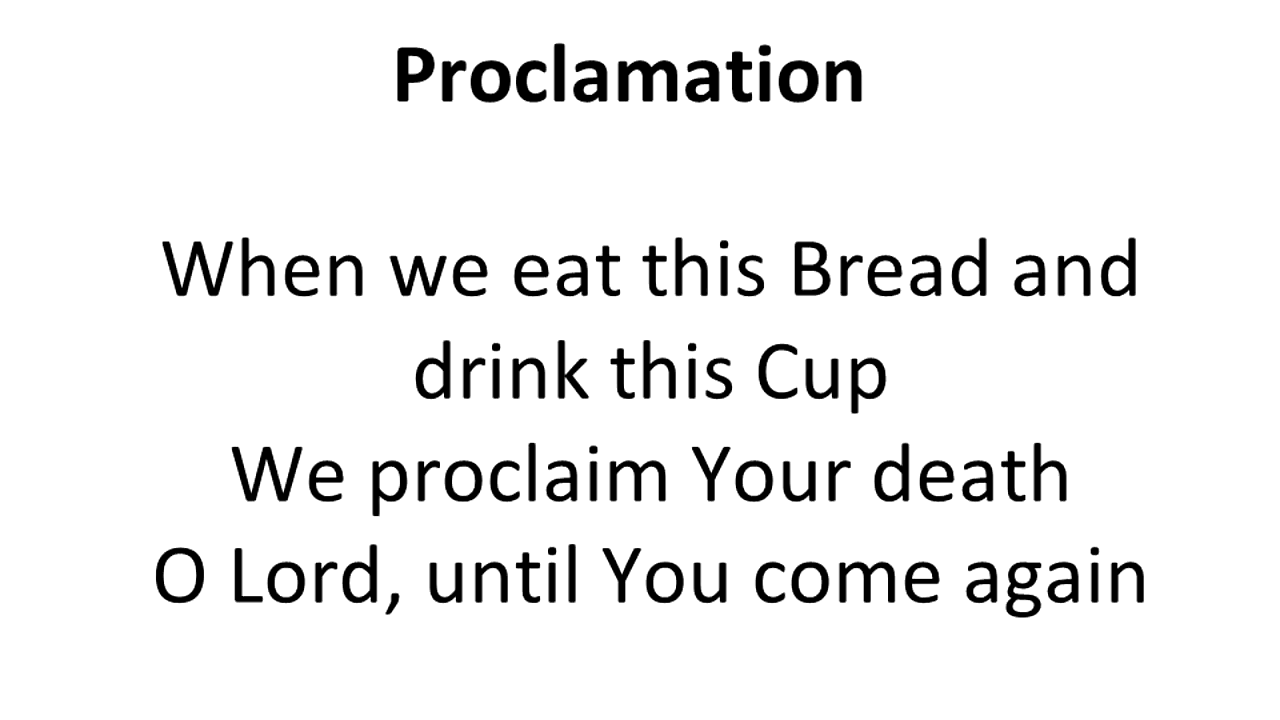 Proclamation
When we eat this Bread and
drink this Cup
We proclaim Your death
O Lord, until You come again